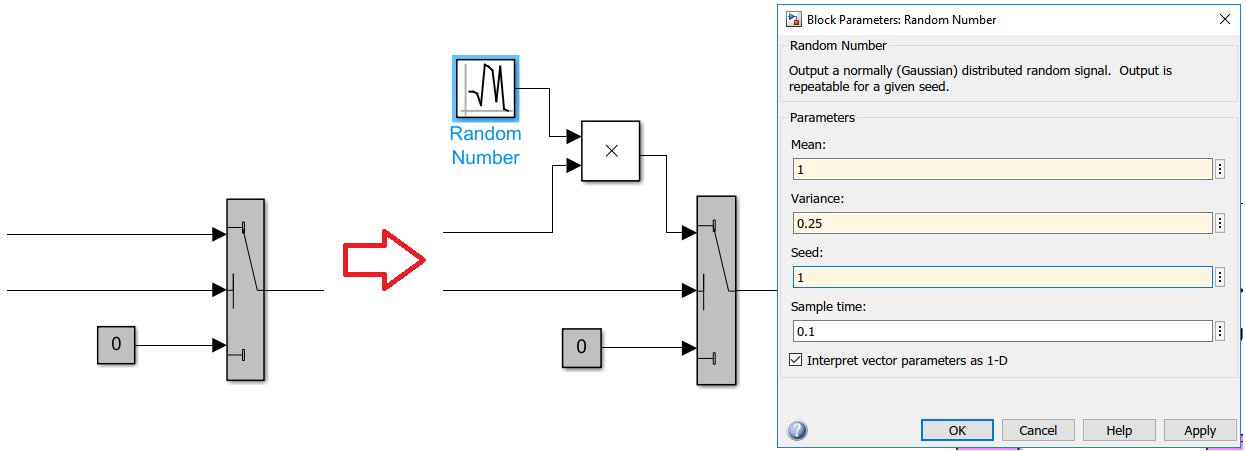 Random
Number
×
0
0
Block Parameters: Random Number
Random Number
Output a normally (Gaussian) distributed random signal.  Output is
repeatable for a given seed.
Parameters
Mean:
1
Variance:
0.25
Seed:
1
Sample time:
0.1
Interpret vector parameters as 1-D
?
OK
Cancel
Help
Apply